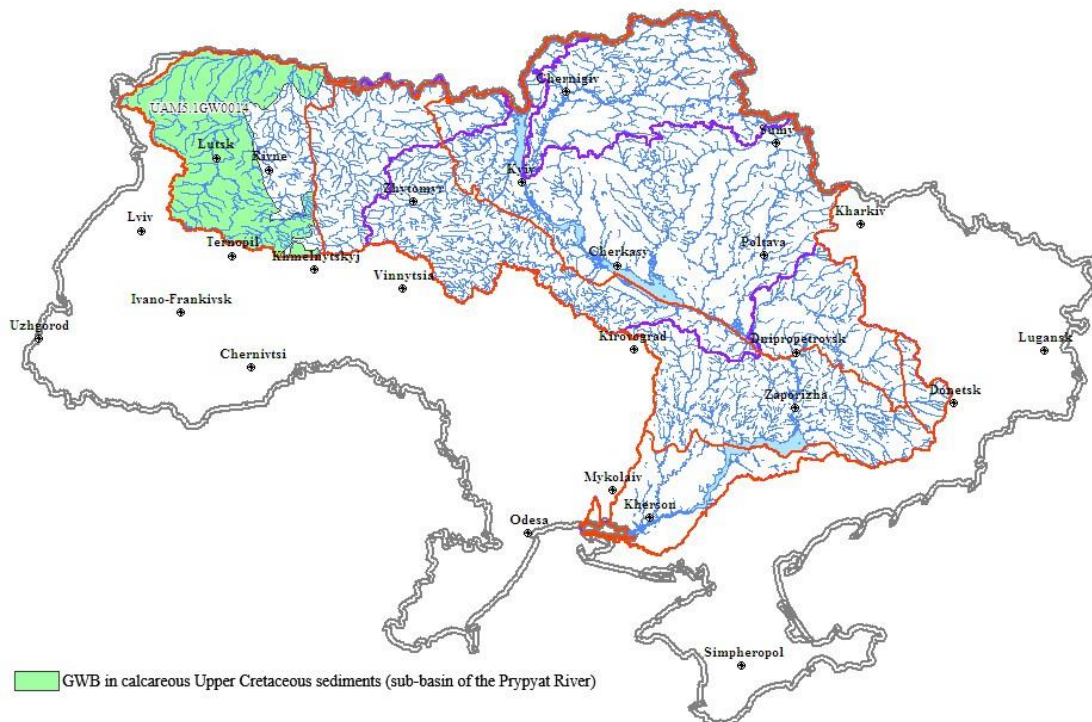 Chernigiv
UAM5.1GW0014
Sumy
Lutsk
Rivne
Kyiv
Zhytomyr
Lviv
Kharkiv
Ternopil
Poltava
Khmelnytskyj
Cherkasy
Vinnytsia
Ivano-Frankivsk
Uzhgorod
Kirovograd
Dnipropetrovsk
Lugansk
Chernivtsi
Zaporizha
Donetsk
Mykolaiv
Kherson
Odesa
Simpheropol
GWB in calcareous Upper Cretaceous sediments (sub-basin of the Prypyat River)